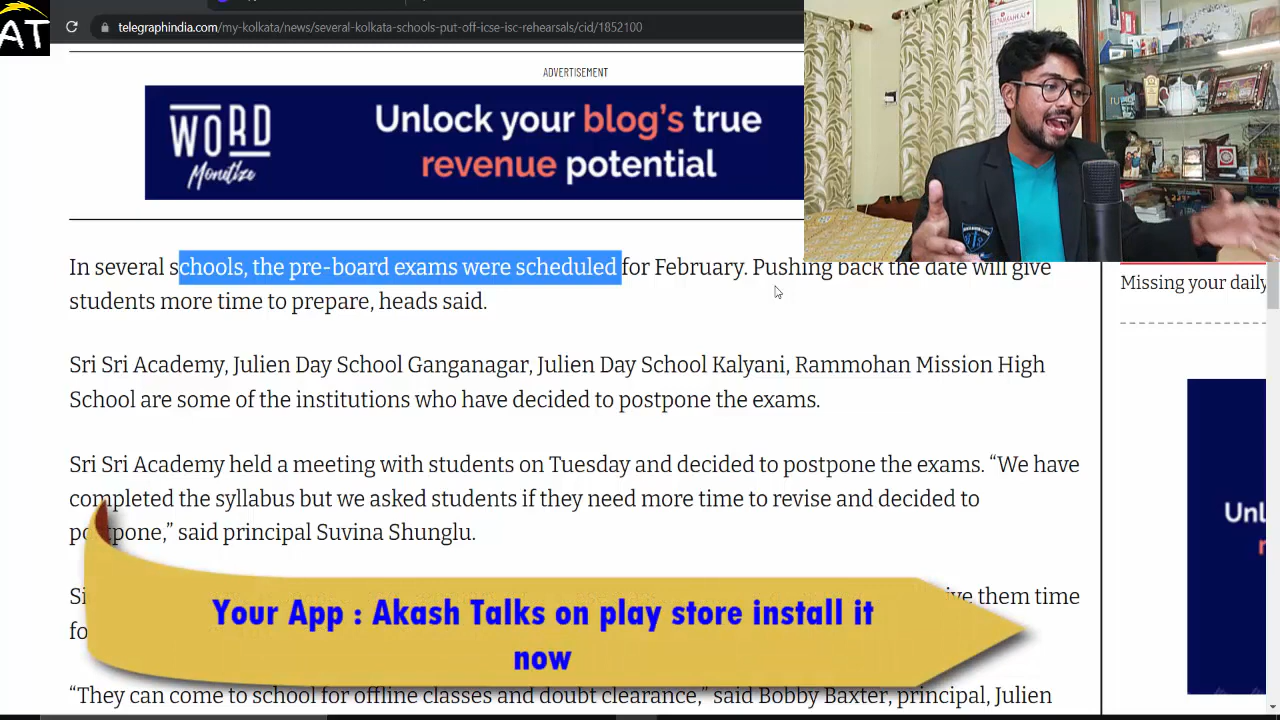 AT
telegraphindia.com/my-kolkata/news/several-kolkata-schools-put-off-icse-isc-rehearsals/cid/1852100
ADVERTISEMENT
WORD
Monetize
Unlock your blog's true
revenue potential
In several schools, the pre-board exams were scheduled for February. Pushing back the date will give
students more time to prepare, heads said.
Missing your daily
Sri Sri Academy, Julien Day School Ganganagar, Julien Day School Kalyani, Rammohan Mission High
School are some of the institutions who have decided to postpone the exams.
Sri Sri Academy held a meeting with students on Tuesday and decided to postpone the exams. “We have
completed the syllabus but we asked students if they need more time to revise and decided to
postpone,” said principal Suvina Shunglu.
them time
Your App : Akash Talks on play store install it
now
“They can come to school for offline classes and doubt clearance,” said Bobby Baxter, principal, Julien